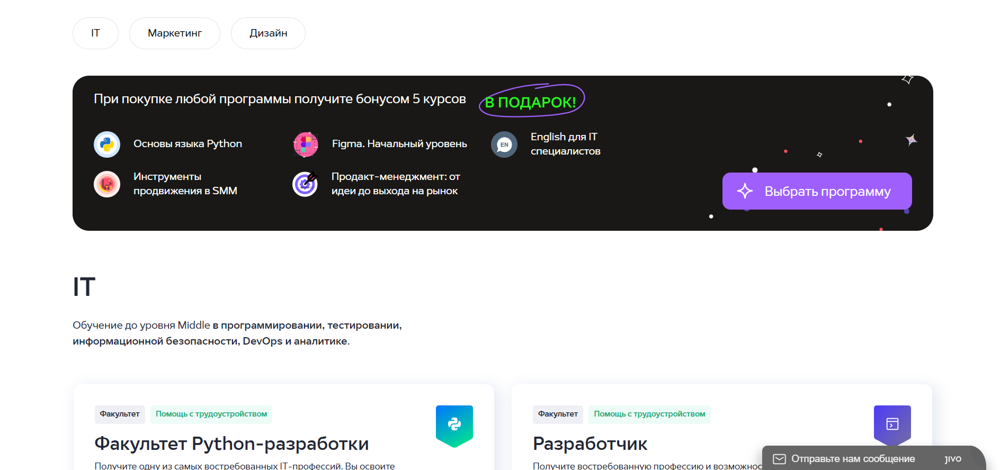 IT
Маркетинг
Дизайн
При покупке любой программы получите бонусом 5 курсов
В ПОДАРОК!
Основы языка Python
Figma. Начальный уровень
EN
English для IT
специалистов
Инструменты
продвижения в SMM
Продакт-менеджмент: от
идеи до выхода на рынок
Выбрать программу
IT
Обучение до уровня Middle в программировании, тестировании,
информационной безопасности, DevOps и аналитике.
Факультет
Помощь с трудоустройством
Факультет Python-разработки
Получите одну из самых востребованных IT-профессий. Вы освоите
Факультет
Помощь с трудоустройством
Разработчик
Получите востребованную профессию и возможнос
Отправьте нам сообщение
JIVO